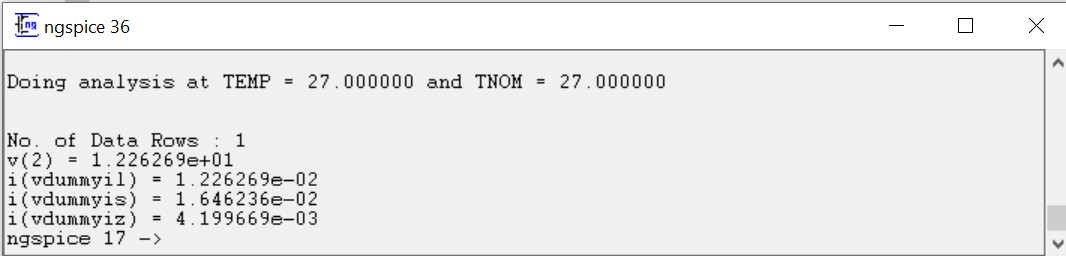 ngspice 36
Doing analysis at TEMP = 27.000000 and TNOM = 27.000000
No. of Data Rows : 1
v(2) = 1.226269e+01
i(vdummyil) = 1.226269e-02
i(vdummyis) = 1.646236e-02
i(vdummyiz) = 4.199669e-03
ngspice 17 ->